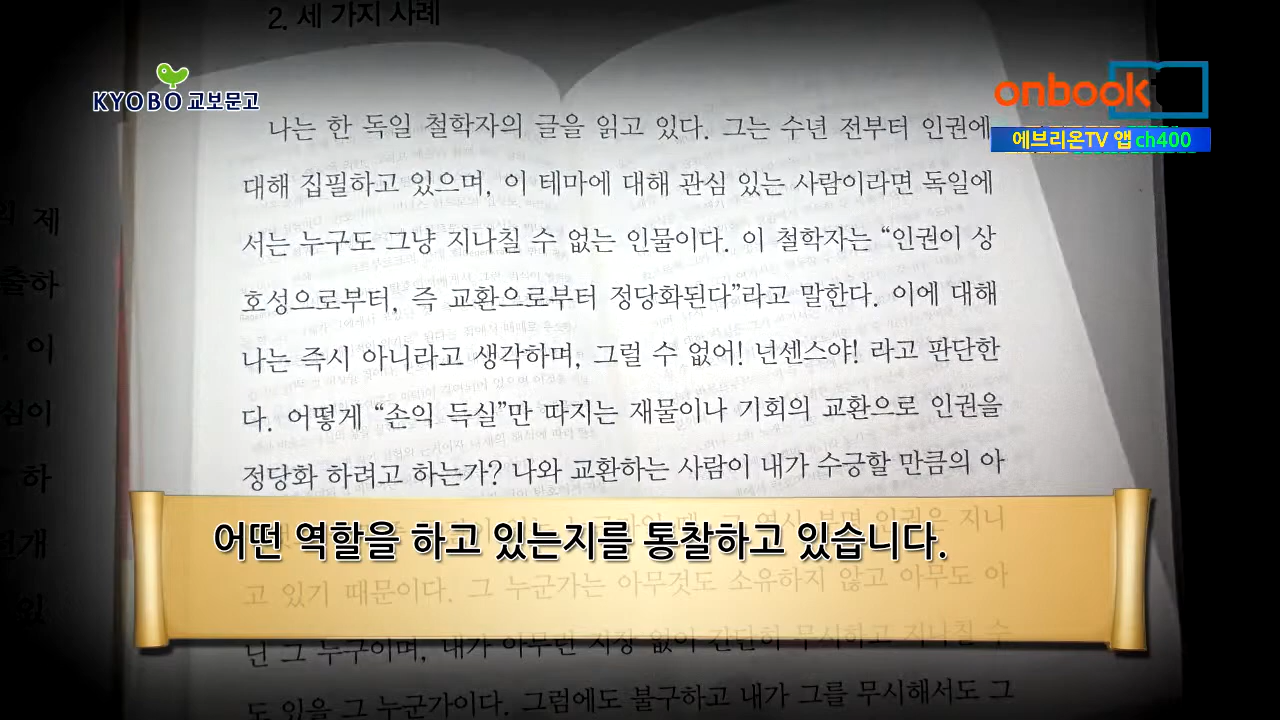 2. 세 가지 사례
KYOBO 교보문고
onbook
에브리온TV 앱 ch400
나는 한 독일 철학자의 글을 읽고 있다. 그는 수년 전부터 인권에
대해 집필하고 있으며, 이 테마에 대해 관심 있는 사람이라면 독일에
서는 누구도 그냥 지나칠 수 없는 인물이다. 이 철학자는 “인권이 상
호성으로부터, 즉 교환으로부터 정당화된다”라고 말한다. 이에 대해
나는 즉시 아니라고 생각하며, 그럴 수 없어! 넌센스야! 라고 판단한
다. 어떻게 “손익 득실”만 따지는 재물이나 기회의 교환으로 인권을
정당화 하려고 하는가? 나와 교환하는 사람이 내가 수긍할 만큼의 아
어떤 역할을 하고 있는지를 통찰하고 있습니다.
고 있기 때문이다. 그 누군가는 아무것도 소유하지 않고 아무도 아
닌 그 누구이며, 내가 아무런 지장 없이 간단히 무시하고 지나칠 수
도 있을 그 누군가이다. 그럼에도 불구하고 내가 그를 무시해서도 그
제
출하
이
심이
하